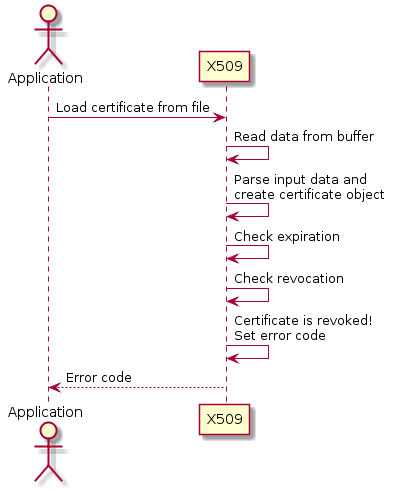 Application
X509
Load certificate from file
Read data from buffer
Parse input data and
create certificate object
Check expiration
Check revocation
Certificate is revoked!
Set error code
Error code
Application
X509